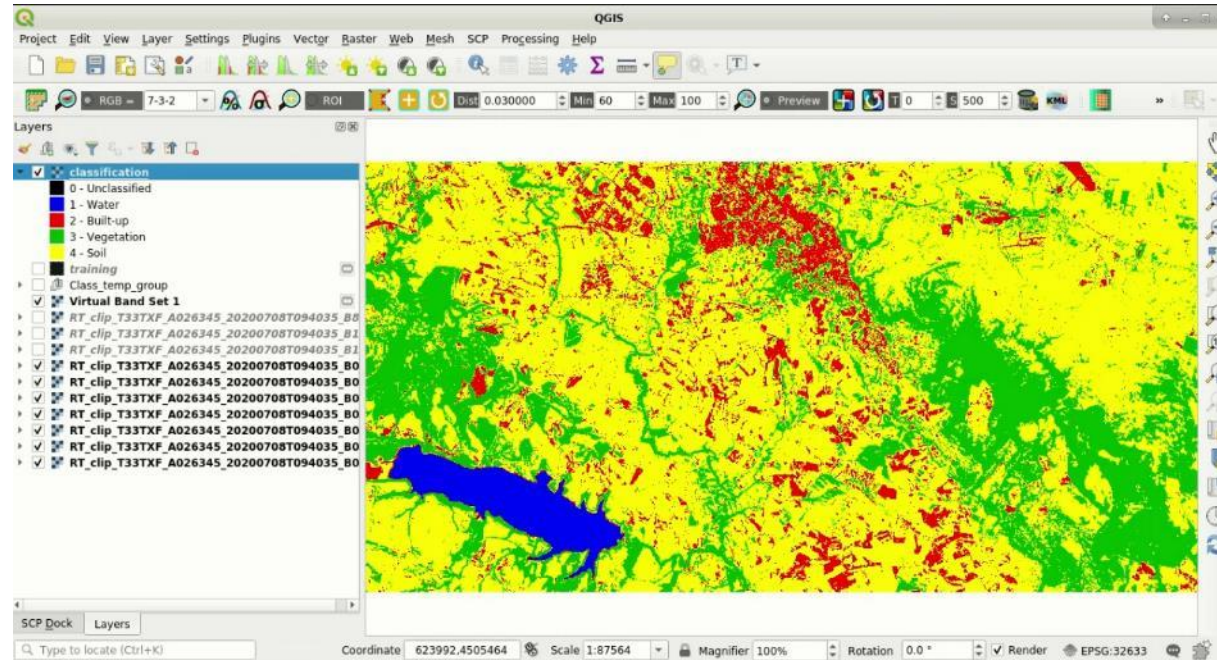 QGIS
Project Edit View Layer Settings Plugins Vector Raster Web Mesh SCP Processing Help
RGB = 7-3-2 ROI Dist 0.030000 Min 60 Max 100 Preview T 0 S 500 KML »
Layers
classification
0 - Unclassified
1 - Water
2 - Built-up
3 - Vegetation
4 - Soil
training
Class_temp_group
Virtual Band Set 1
RT_clip_T33TXF_A026345_20200708T094035_B8
RT_clip_T33TXF_A026345_20200708T094035_B1
RT_clip_T33TXF_A026345_20200708T094035_B1
RT_clip_T33TXF_A026345_20200708T094035_B0
RT_clip_T33TXF_A026345_20200708T094035_B0
RT_clip_T33TXF_A026345_20200708T094035_B0
RT_clip_T33TXF_A026345_20200708T094035_B0
RT_clip_T33TXF_A026345_20200708T094035_B0
RT_clip_T33TXF_A026345_20200708T094035_B0
RT_clip_T33TXF_A026345_20200708T094035_B0
SCP Dock Layers
Type to locate (Ctrl+K) Coordinate 623992,4505464 Scale 1:87564 Magnifier 100% Rotation 0.0 ° Render EPSG:32633